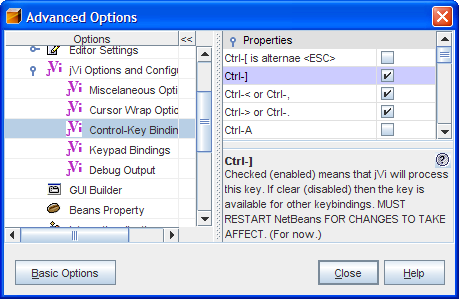 Advanced Options
Options
<<
Editor Settings
jVi Options and Configu
Miscelaneous Opti
Cursor Wrap Optio
Control-Key Bindin
Keypad Bindings
Debug Output
GUI Builder
Beans Property
Properties
Ctrl-[ is alternae <ESC>
Ctrl-]
Ctrl-< or Ctrl-,
Ctrl-> or Ctrl-.
Ctrl-A
Ctrl-]
Checked (enabled) means that jVi will process
this key. If clear (disabled) then the key is
available for other keybindings. MUST
RESTART NetBeans FOR CHANGES TO TAKE
AFFECT. (For now.)
Basic Options
Close
Help